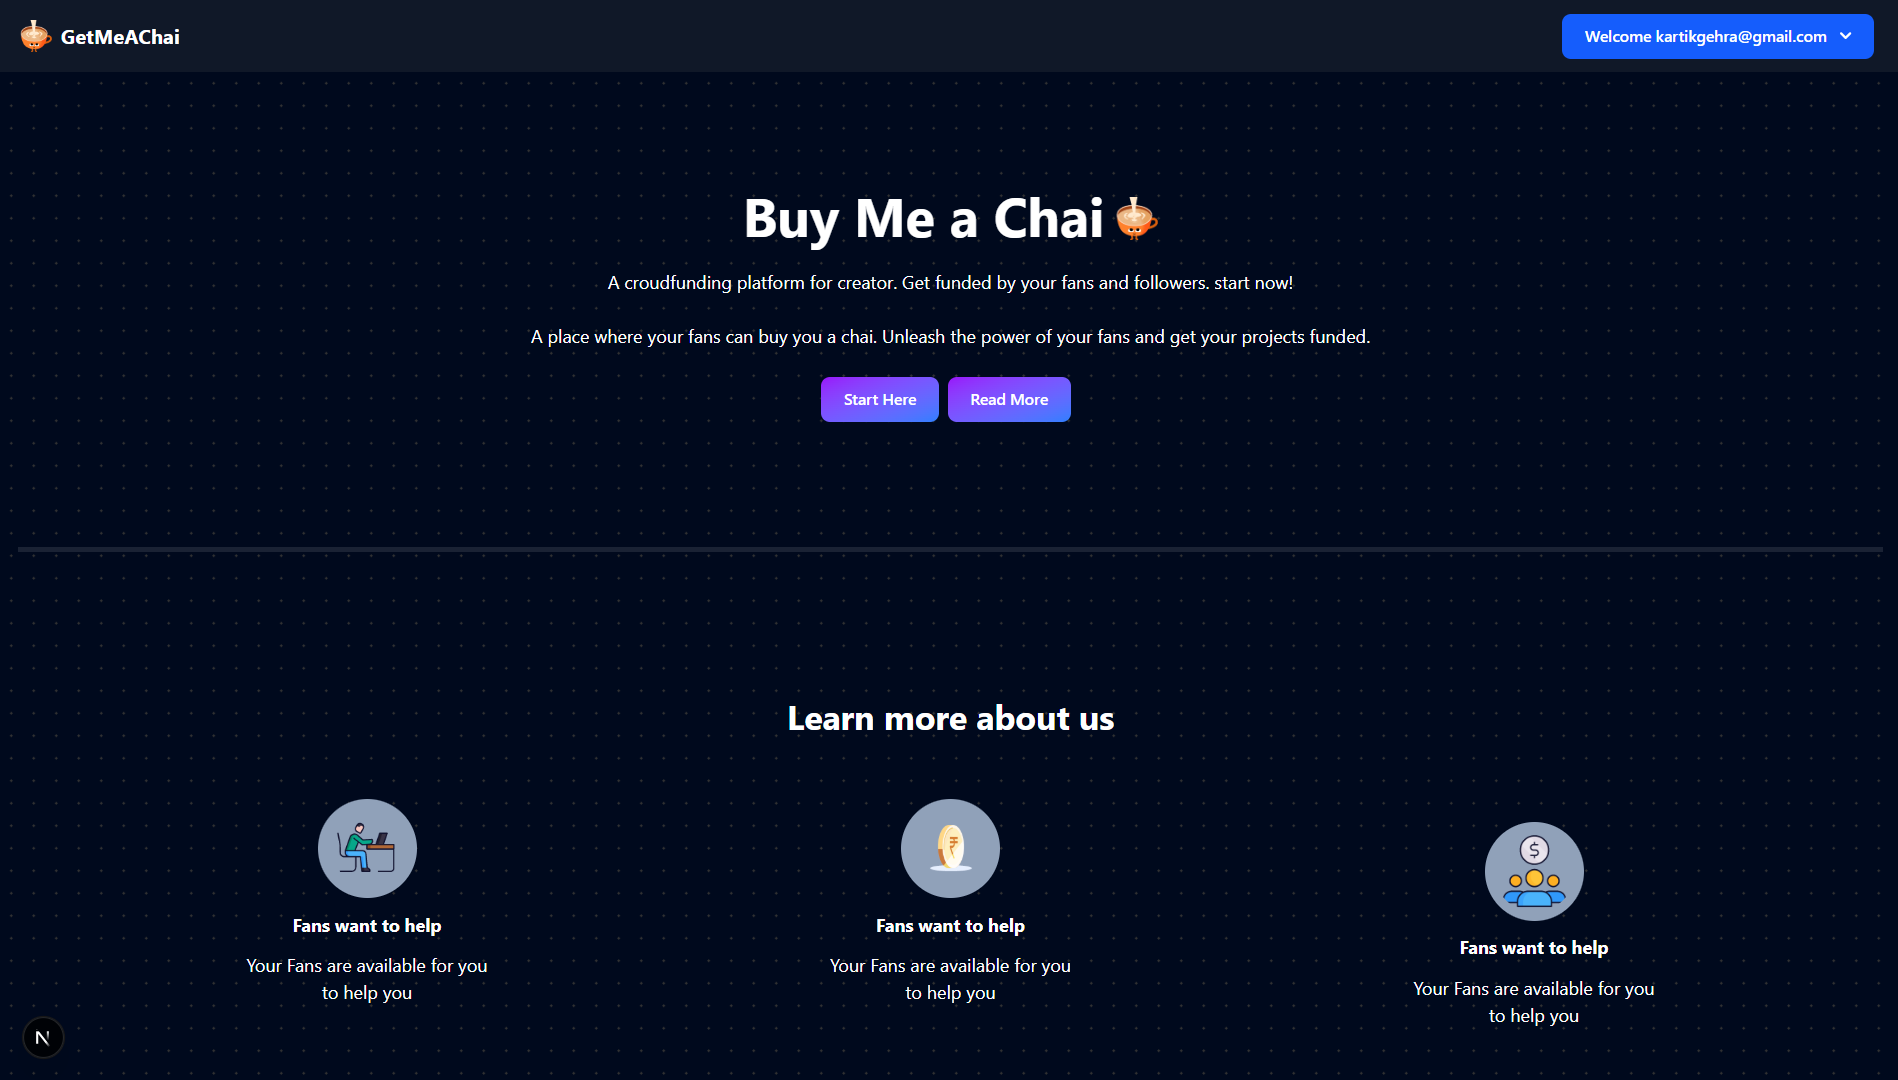 GetMeAChai
Welcome kartikgehra@gmail.com
Buy Me a Chai
A croudfunding platform for creator. Get funded by your fans and followers. start now!
A place where your fans can buy you a chai. Unleash the power of your fans and get your projects funded.
Start Here
Read More
Learn more about us
₹
$
Fans want to help
Your Fans are available for you
to help you
Fans want to help
Your Fans are available for you
to help you
Fans want to help
Your Fans are available for you
to help you
N